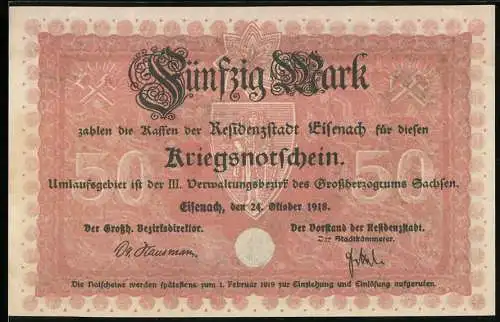 Fünfzig Mark
zahlen die Kassen der Residenzstadt Eisenach für diesen
50 Kriegsnotschein. 50
Umlaufsgebiet ist der III. Verwaltungsbezirk des Großherzogtums Sachsen.
Eisenach, den 24. Oktober 1918.
Der Großh. Bezirksdirektor.
Der Vorstand der Residenzstadt.
Der Stadtkämmerer.
Die Notscheine werden spätestens zum 1. Februar 1919 zur Einziehung und Einlösung aufgerufen.